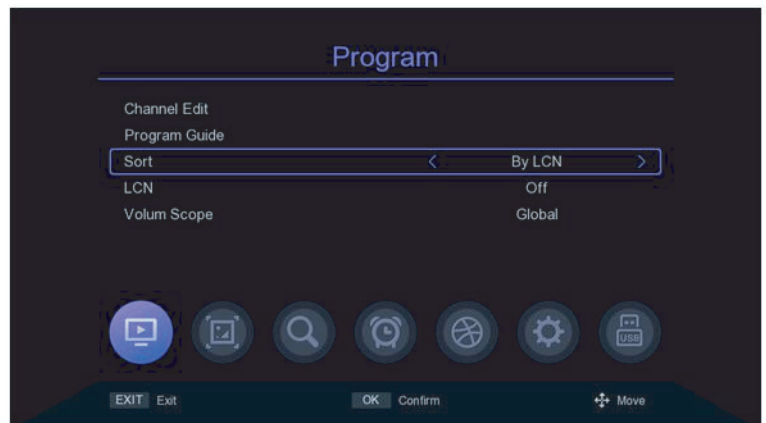 Program
Channel Edit
Program Guide
Sort < By LCN >
LCN Off
Volum Scope Global
USB
EXIT Exit OK Confirm Move